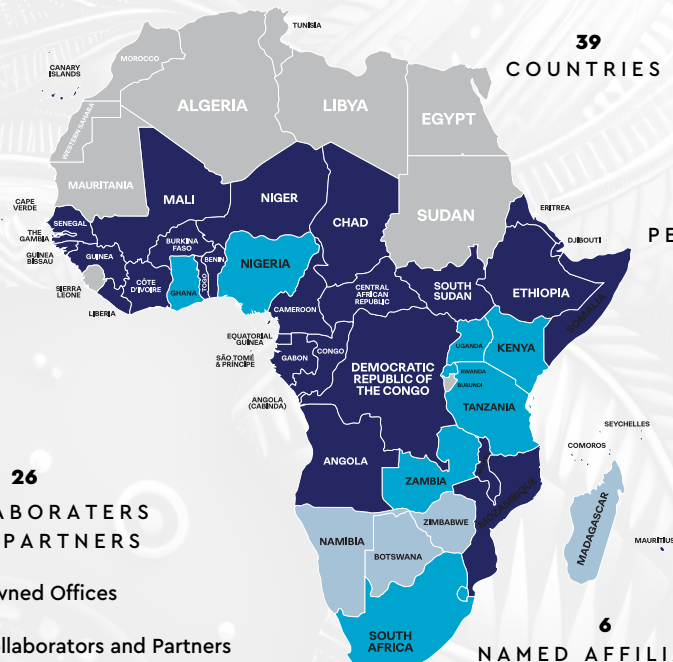 TUNISIA
39
COUNTRIES
MOROCCO
CANARY
ISLANDS
ALGERIA
LIBYA
EGYPT
WESTERN SAHARA
MAURITANIA
MALI
NIGER
CHAD
SUDAN
CAPE
VERDE
ERITREA
SENEGAL
THE
GAMBIA
DJIBOUTI
PE
BURKINA
FASO
BENIN
NIGERIA
GUINEA
BISSAU
GUINEA
CÔTE
D'IVOIRE
GHANA
TOGO
SIERRA
LEONE
CENTRAL
AFRICAN
REPUBLIC
SOUTH
SUDAN
ETHIOPIA
SOMALIA
LIBERIA
CAMEROON
EQUATORIAL
GUINEA
UGANDA
KENYA
SÃO TOMÉ
& PRÍNCIPE
GABON
CONGO
DEMOCRATIC
REPUBLIC OF
THE CONGO
RWANDA
BURUNDI
ANGOLA
(CABINDA)
TANZANIA
SEYCHELLES
COMOROS
ANGOLA
26
ABORATERS
PARTNERS
ZAMBIA
MOZAMBIQUE
ZIMBABWE
MADAGASCAR
NAMIBIA
BOTSWANA
MAURITIUS
wned Offices
ollaborators and Partners
SOUTH
AFRICA
6
NAMED AFFILI